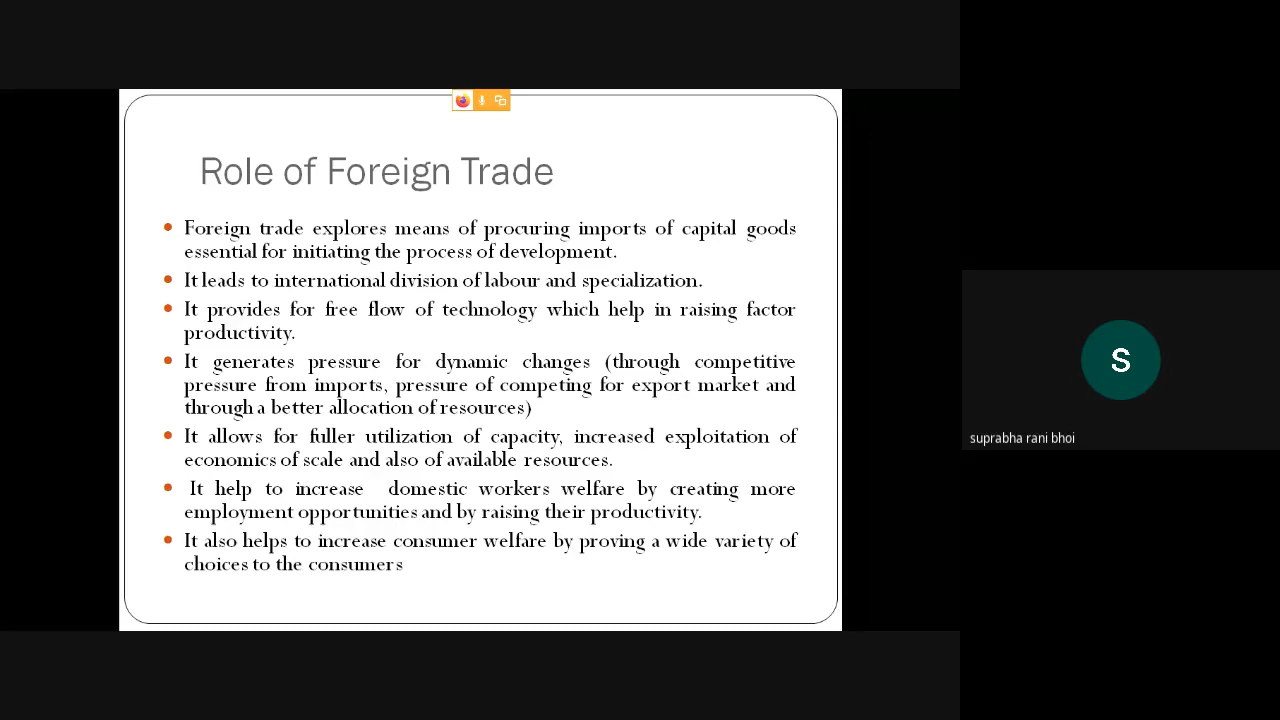 Role of Foreign Trade
Foreign trade explores means of procuring imports of capital goods
essential for initiating the process of development.
It leads to international division of labour and specialization.
It provides for free flow of technology which help in raising factor
productivity.
It generates pressure for dynamic changes (through competitive
pressure from imports, pressure of competing for export market and
through a better allocation of resources)
It allows for fuller utilization of capacity, increased exploitation of
economics of scale and also of available resources.
It help to increase domestic workers welfare by creating more
employment opportunities and by raising their productivity.
It also helps to increase consumer welfare by proving a wide variety of
choices to the consumers
S
suprabha rani bhoi